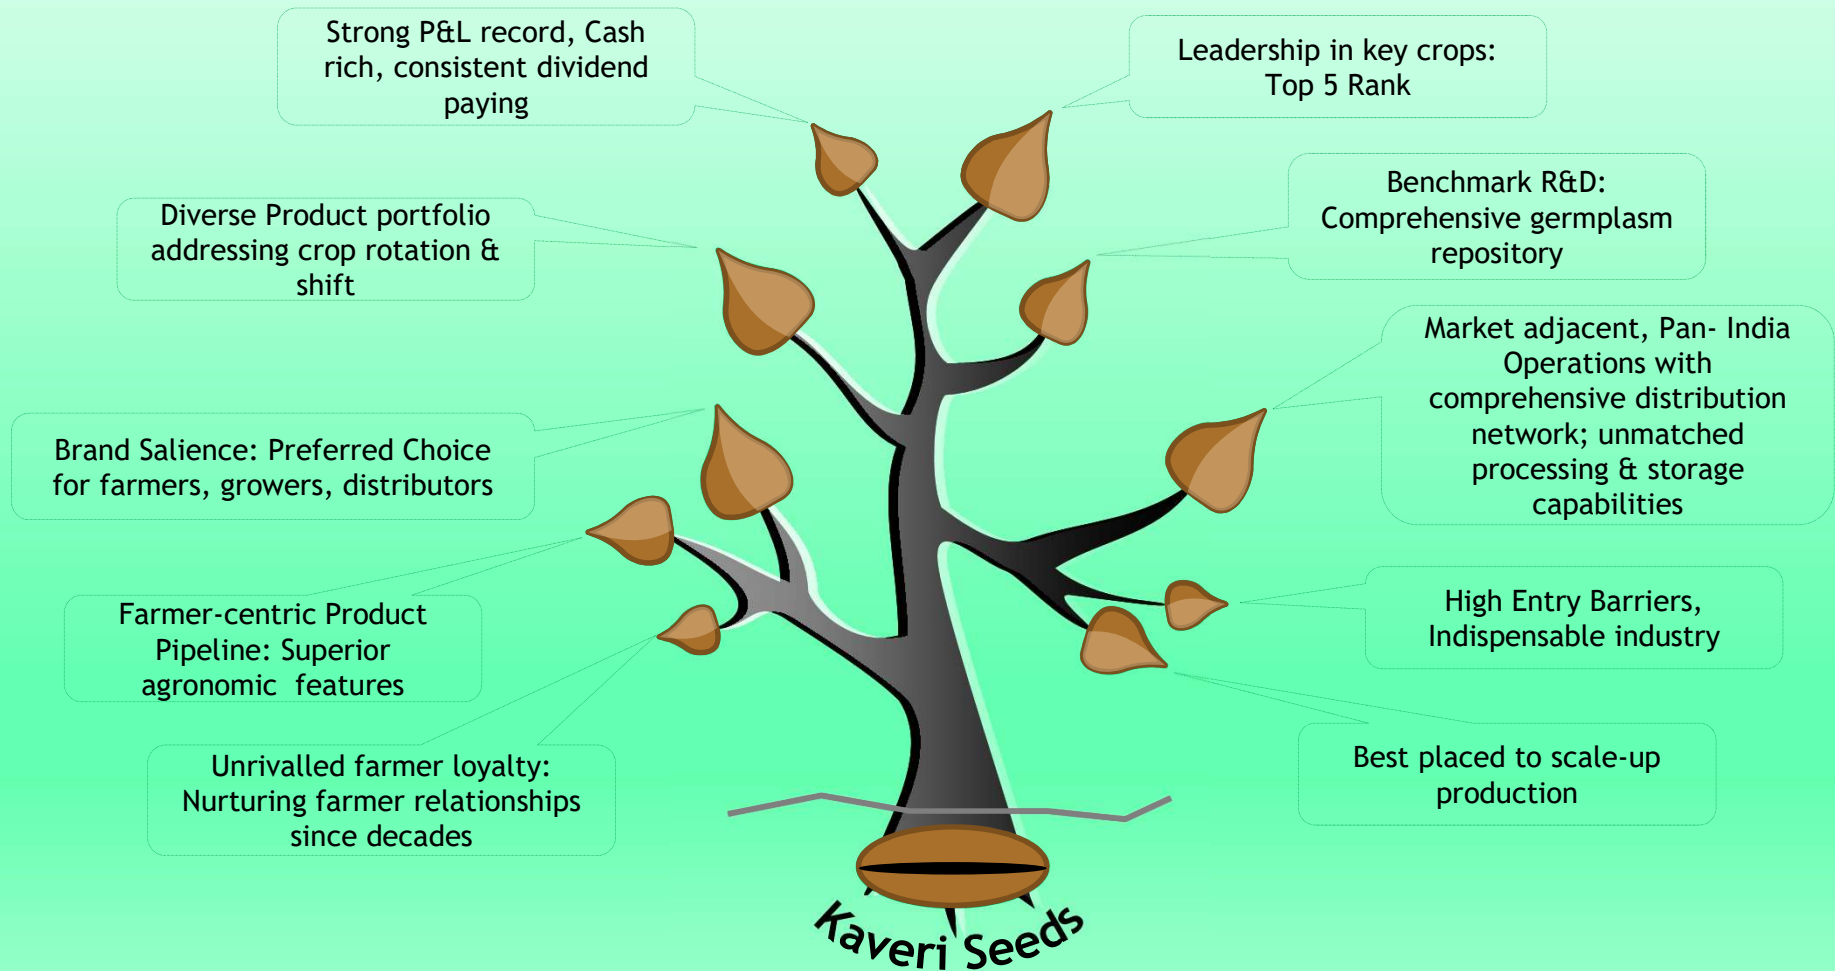 Strong P&L record, Cash
rich, consistent dividend
paying
Leadership in key crops:
Top 5 Rank
Diverse Product portfolio
addressing crop rotation &
shift
Benchmark R&D:
Comprehensive germplasm
repository
Market adjacent, Pan- India
Operations with
comprehensive distribution
network; unmatched
processing & storage
capabilities
Brand Salience: Preferred Choice
for farmers, growers, distributors
Farmer-centric Product
Pipeline: Superior
agronomic  features
High Entry Barriers,
Indispensable industry
Unrivalled farmer loyalty:
Nurturing farmer relationships
since decades
Best placed to scale-up
production
Kaveri Seeds